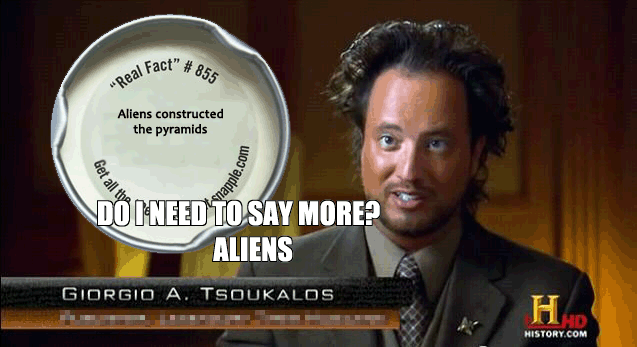 "Real Fact" # 855
Aliens constructed
the pyramids
Get all the
snapple.com
DO I NEED TO SAY MORE?
ALIENS
GIORGIO A. TSOUKALOS
H HD
HISTORY.COM